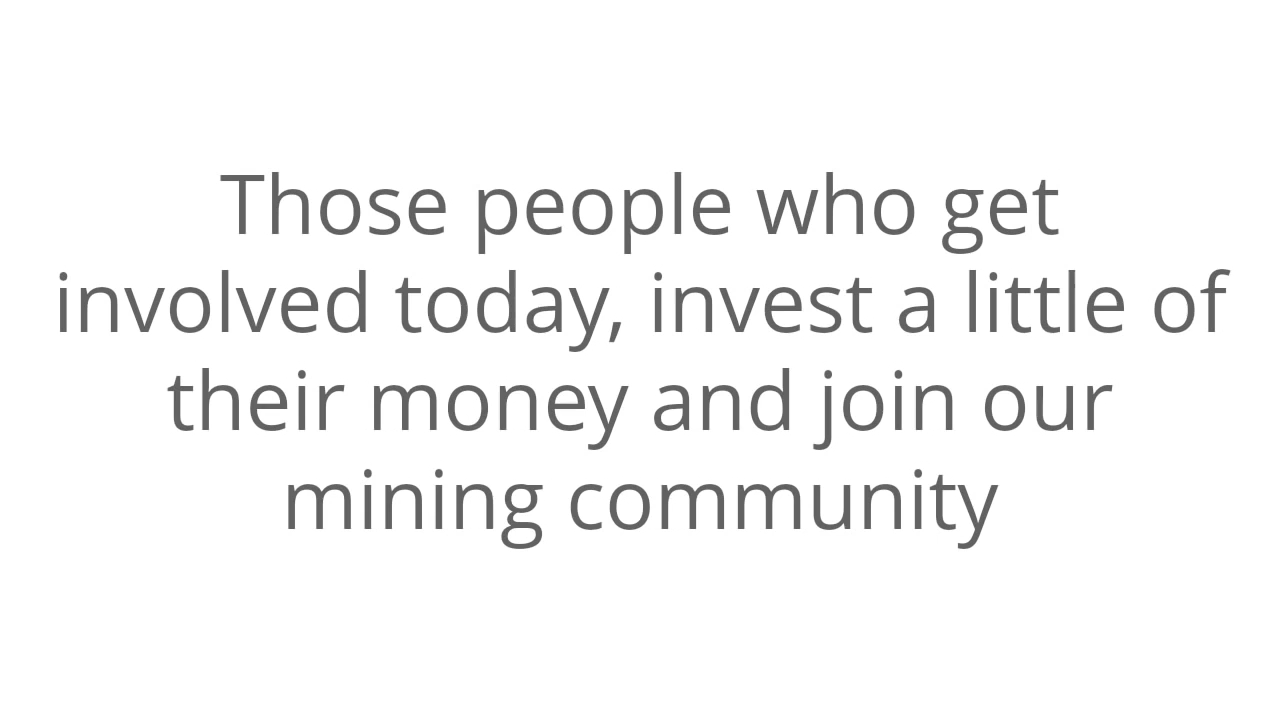 Those people who get
involved today, invest a little of
their money and join our
mining community